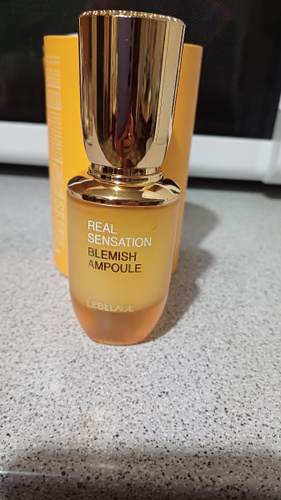 REAL
SENSATION
BLEMISH
AMPOULE
LEBELAGE